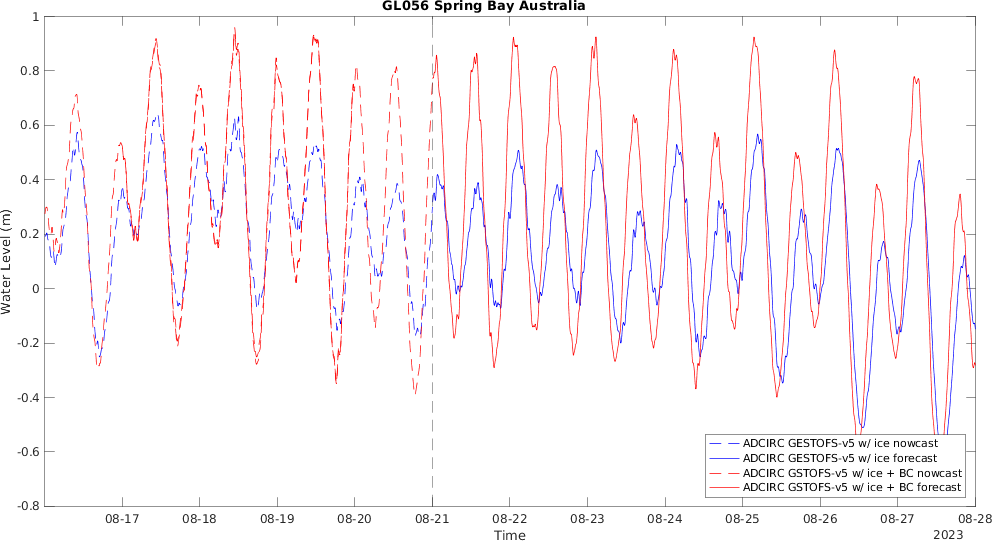 GL056 Spring Bay Australia
1
0.8
0.6
0.4
0.2
0
-0.2
-0.4
-0.6
-0.8
Water Level (m)
ADCIRC GESTOFS-v5 w/ ice nowcast
ADCIRC GESTOFS-v5 w/ ice forecast
ADCIRC GSTOFS-v5 w/ ice + BC nowcast
ADCIRC GSTOFS-v5 w/ ice + BC forecast
08-17 08-18 08-19 08-20 08-21 08-22 08-23 08-24 08-25 08-26 08-27 08-28
Time
2023